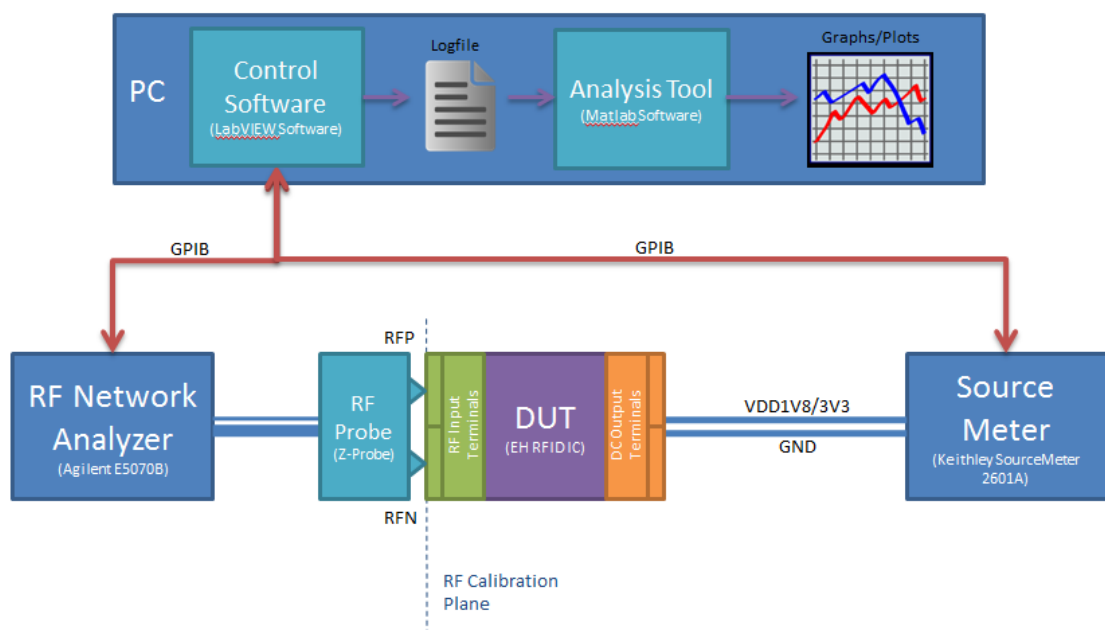 PC
Control
Software
(LabVIEW Software)
Logfile
Analysis Tool
(Matlab Software)
Graphs/Plots
GPIB
GPIB
RF Network
Analyzer
(Agilent E5070B)
RFP
RF
Probe
(Z-Probe)
RFN
RF Input
Terminals
DUT
(EH RFID IC)
DC Output
Terminals
VDD1V8/3V3
GND
Source
Meter
(Keithley SourceMeter
2601A)
RF Calibration
Plane